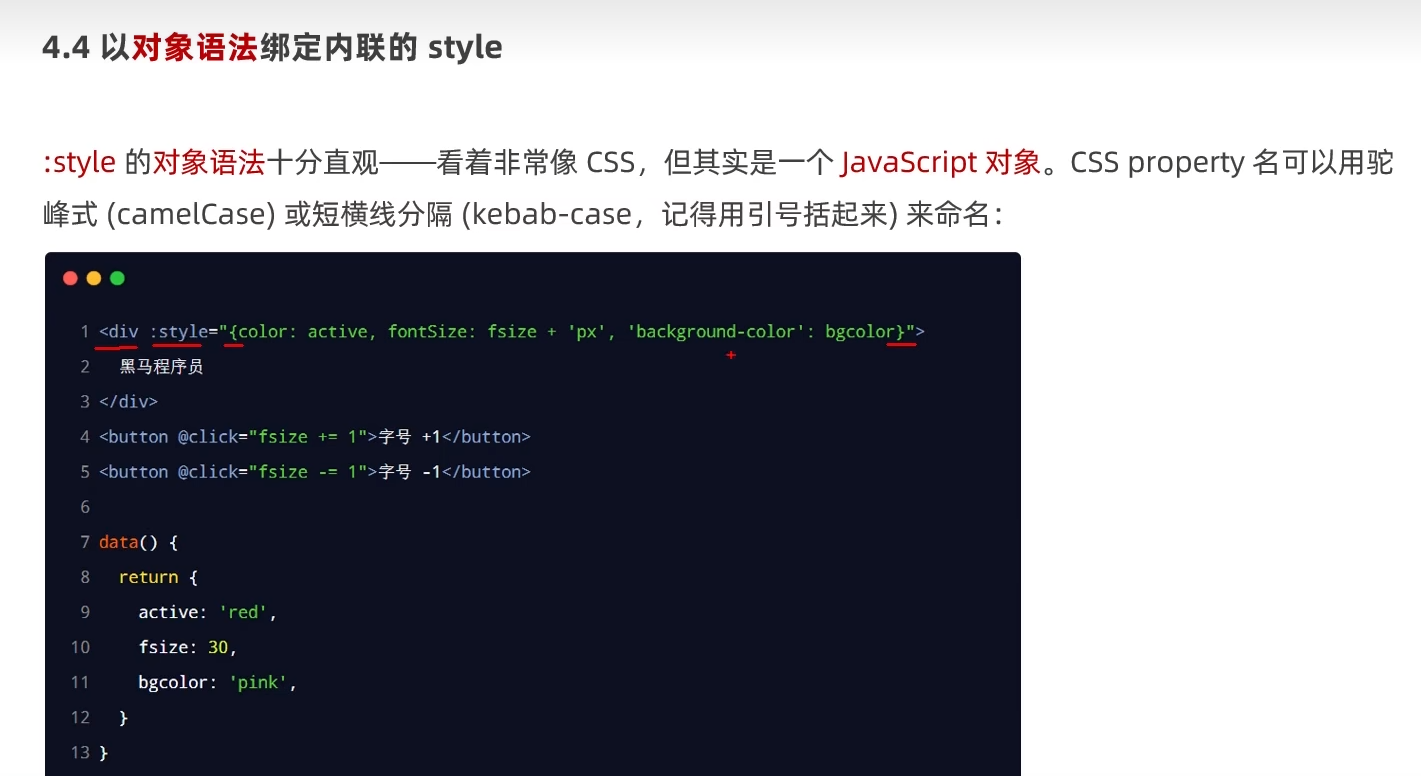 4.4 以对象语法绑定内联的 style
:style 的对象语法十分直观——看着非常像 CSS，但其实是一个 JavaScript 对象。CSS property 名可以用驼
峰式 (camelCase) 或短横线分隔 (kebab-case，记得用引号括起来) 来命名：
1 <div :style="{color: active, fontSize: fsize + 'px', 'background-color': bgcolor}">
2   黑马程序员
3 </div>
4 <button @click="fsize += 1">字号 +1</button>
5 <button @click="fsize -= 1">字号 -1</button>
6
7 data() {
8   return {
9     active: 'red',
10     fsize: 30,
11     bgcolor: 'pink',
12   }
13 }